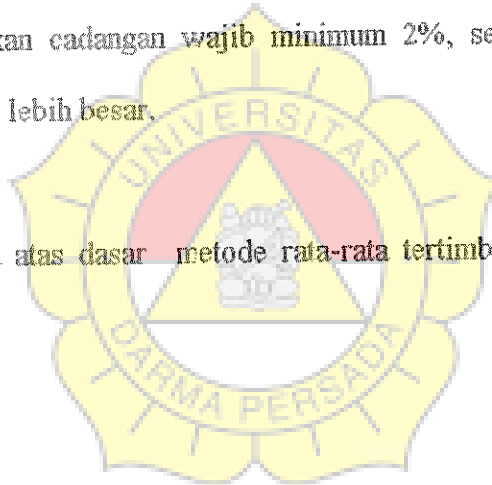 kan cadangan wajib minimum 2%, se
lebih besar.
UNIVERSITAS
atas dasar metode rata-rata tertimb
DARMA PERSADA